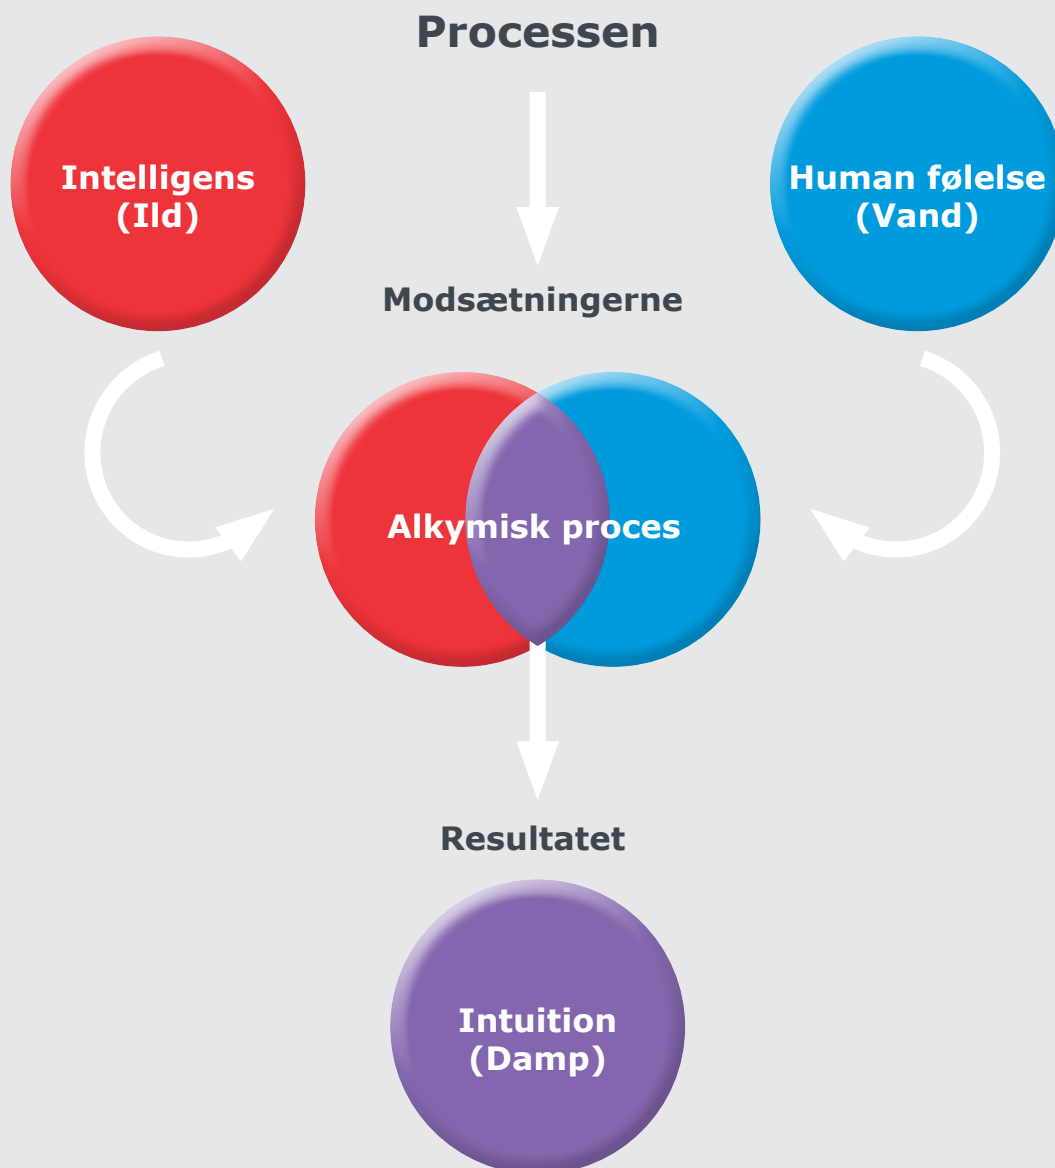 Processen
Intelligens
(Ild)
Human følelse
(Vand)
Modsætningerne
Alkymisk proces
Resultatet
Intuition
(Damp)